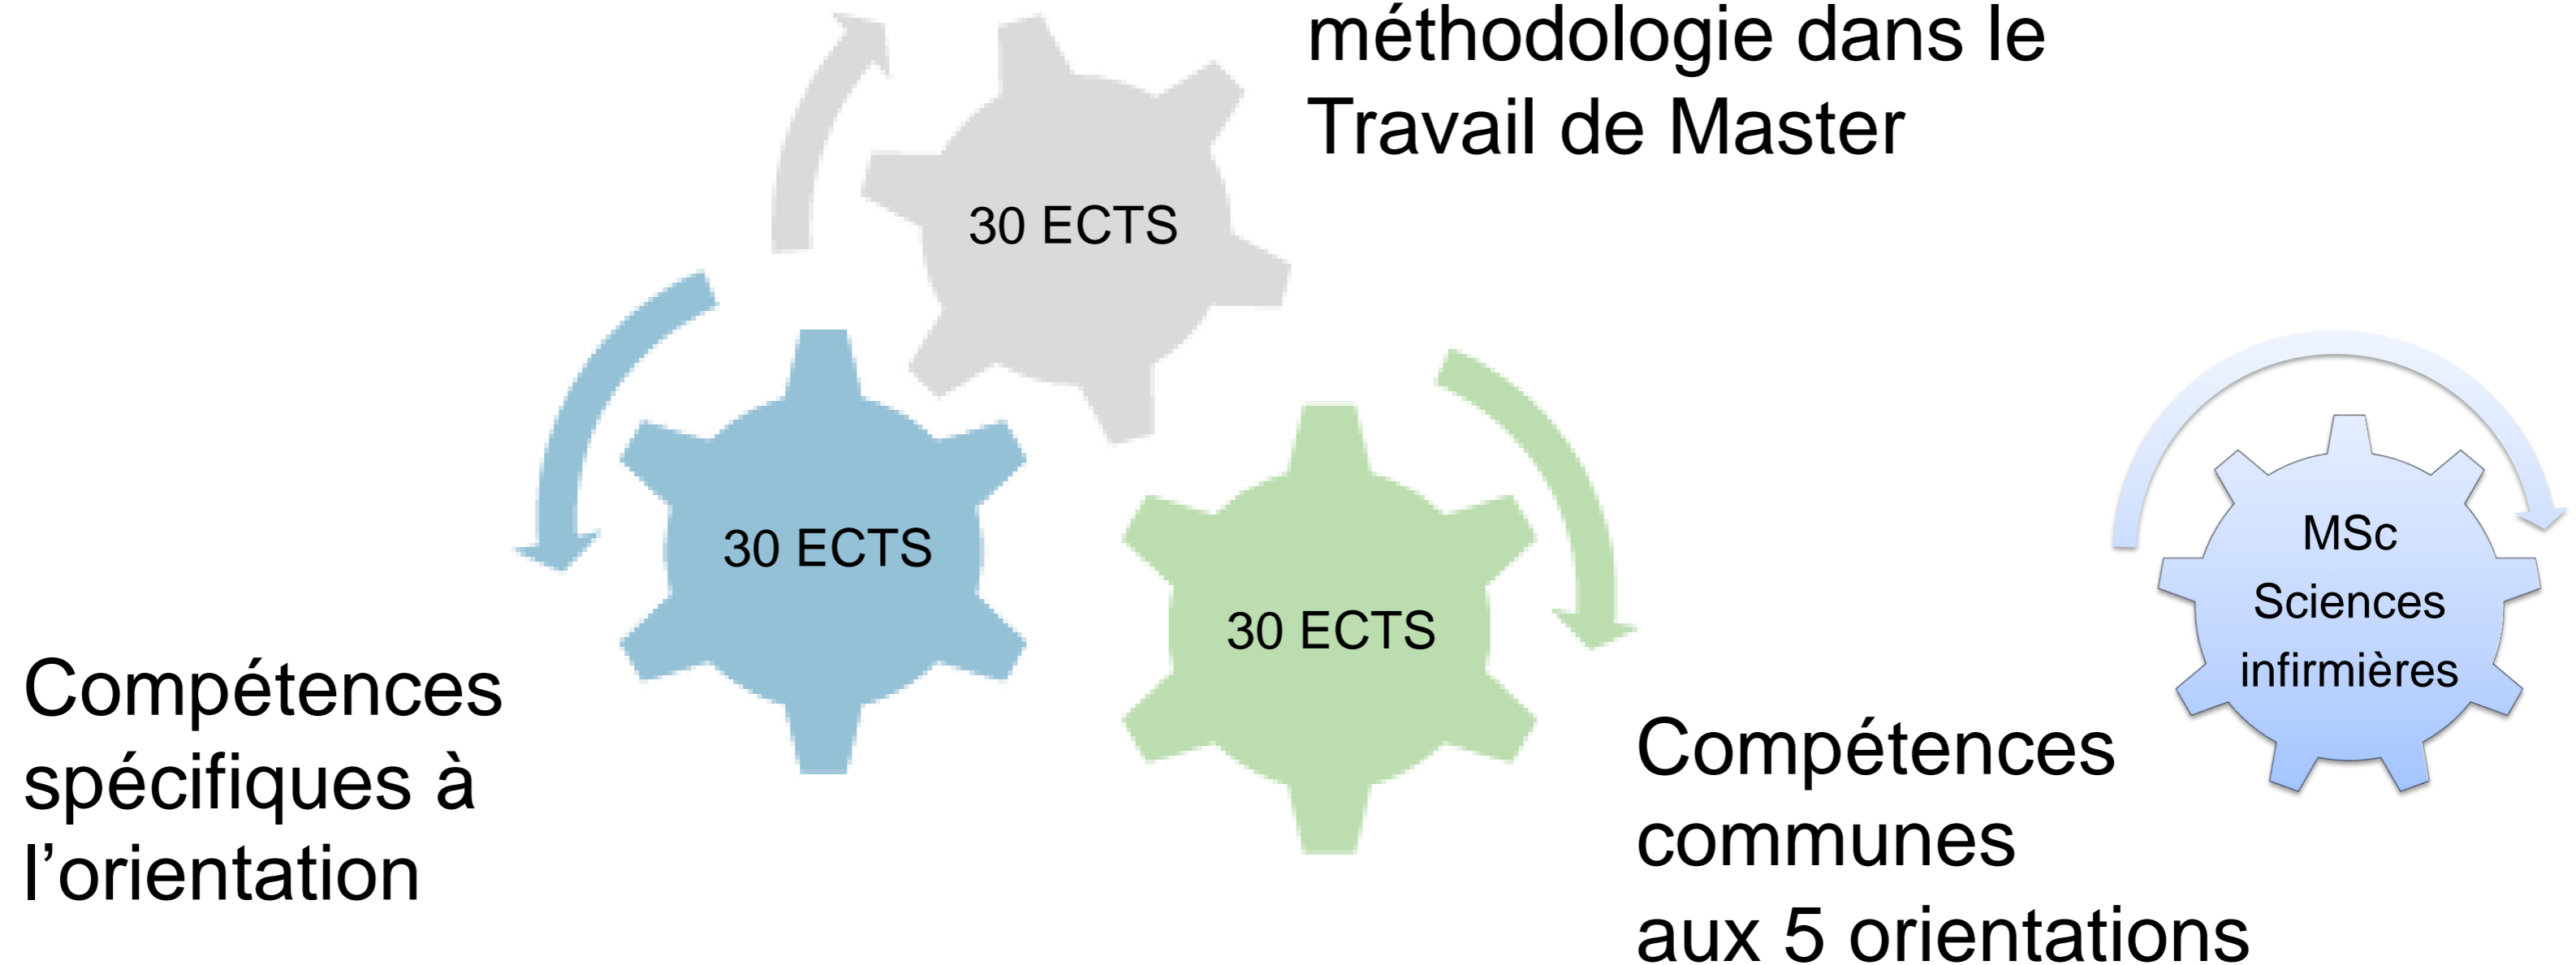 méthodologie dans le
Travail de Master
30 ECTS
30 ECTS
30 ECTS
Compétences
spécifiques à
l’orientation
Compétences
communes
aux 5 orientations
MSc
Sciences
infirmières